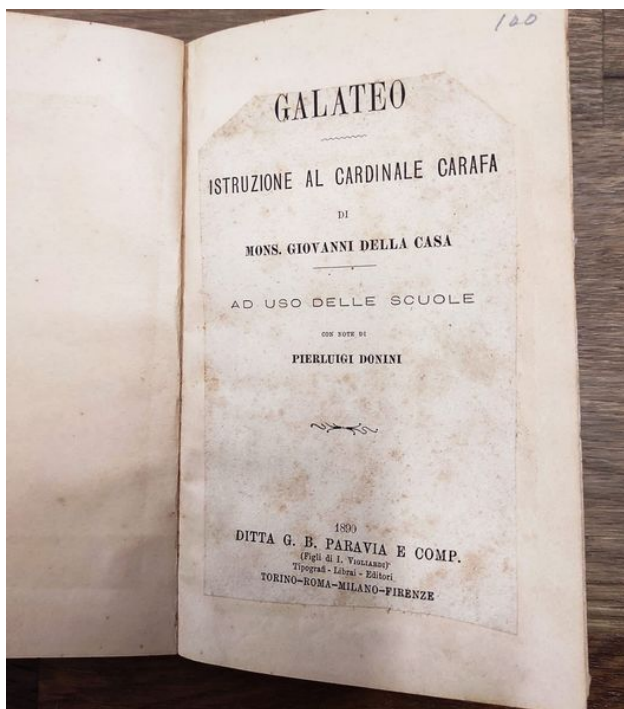 100
GALATEO
ISTRUZIONE AL CARDINALE CARAFA
DI
MONS. GIOVANNI DELLA CASA
AD USO DELLE SCUOLE
CON NOTE DI
PIERLUIGI DONINI
1890
DITTA G. B. PARAVIA E COMP.
(Figli di I. VIGLIARDI)
Tipografi - Librai - Editori
TORINO-ROMA-MILANO-FIRENZE